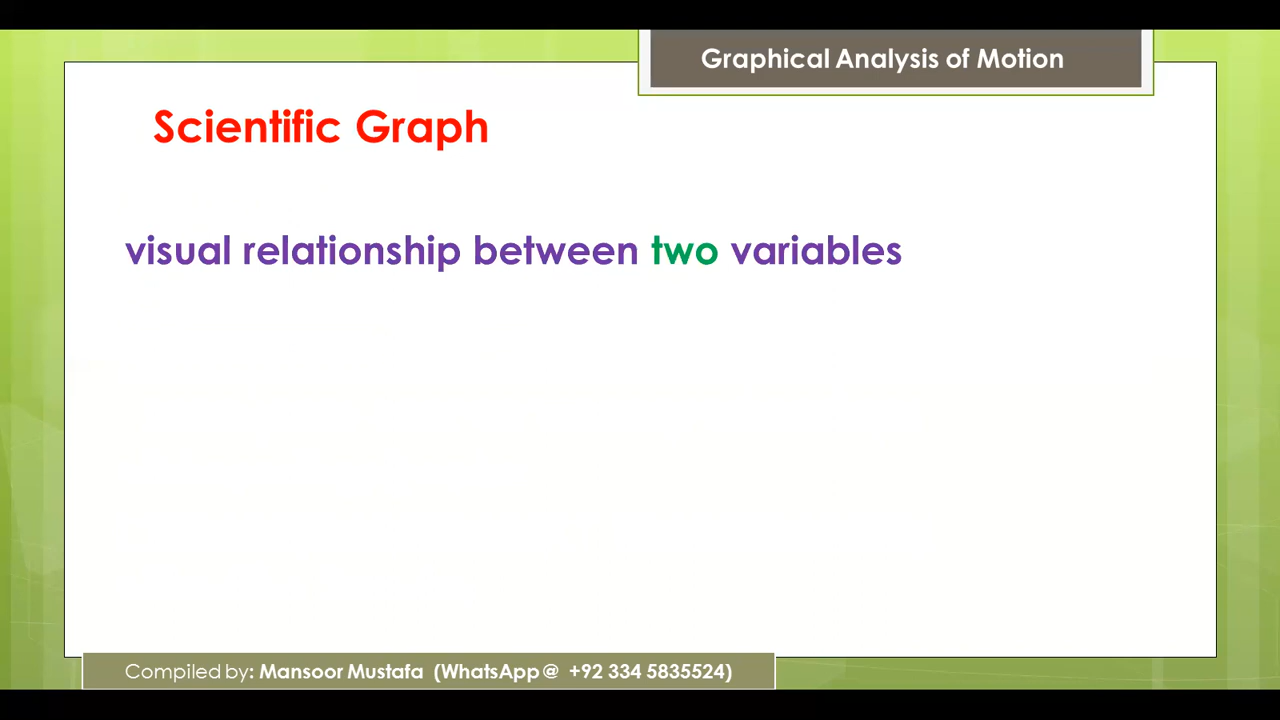 Graphical Analysis of Motion
Scientific Graph
visual relationship between two variables
Compiled by: Mansoor Mustafa (WhatsApp@ +92 334 5835524)